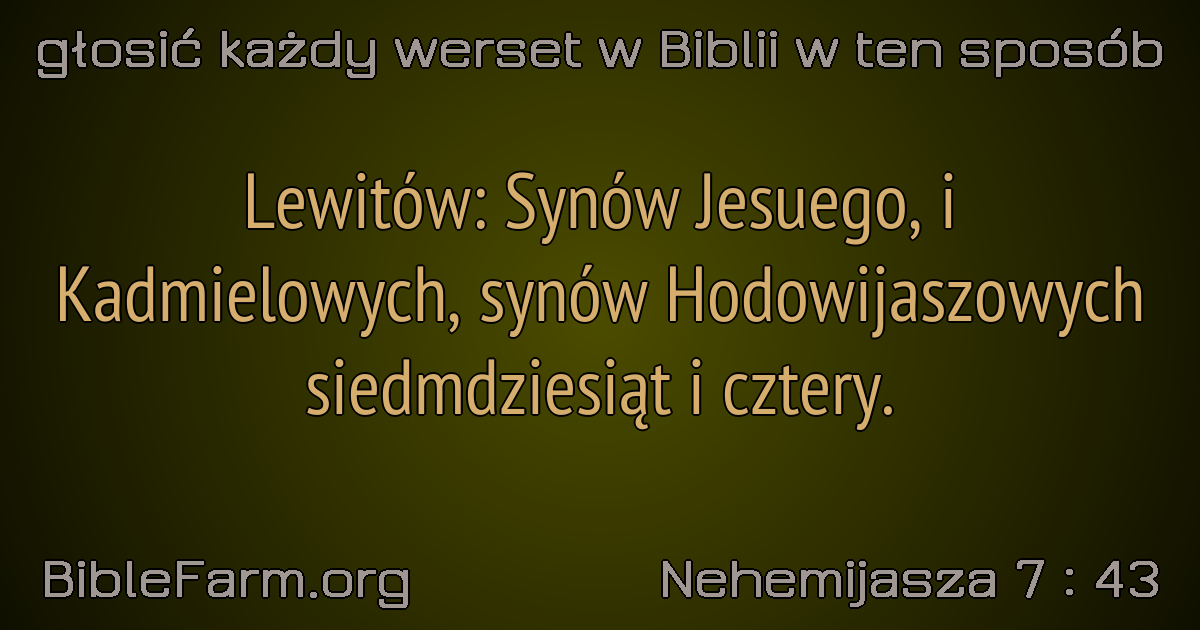 głosić każdy werset w Biblii w ten sposób
Lewitów: Synów Jesuego, i
Kadmielowych, synów Hodowijaszowych
siedmdziesiąt i cztery.
BibleFarm.org
Nehemijasza 7 : 43